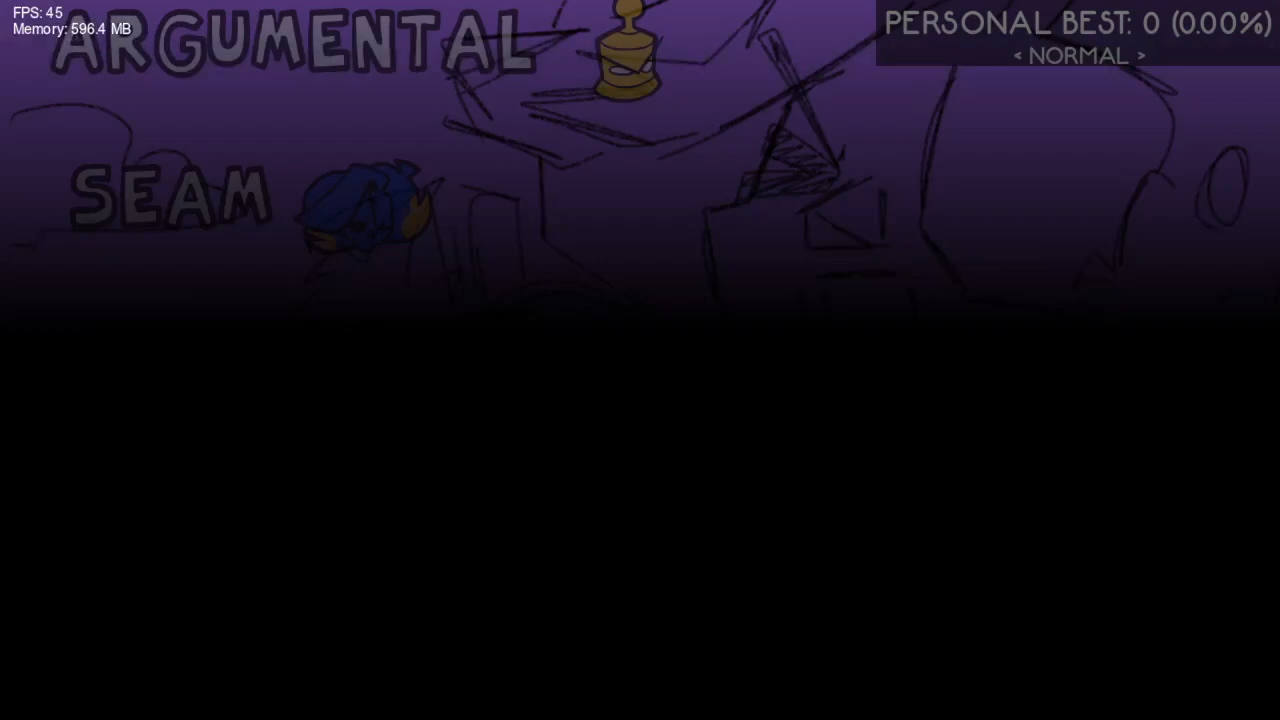 FPS: 45
Memory: 596.4 MB
ARGUMENTAL
PERSONAL BEST: 0 (0.00%)
< NORMAL >
SEAM